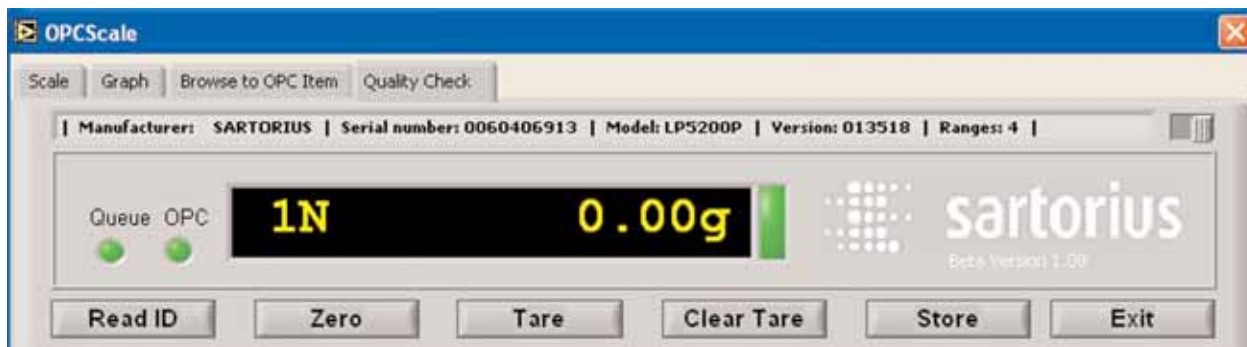 OPCScale
Scale Graph Browse to OPC Item Quality Check
| Manufacturer: SARTORIUS | Serial number: 0060406913 | Model: LP5200P | Version: 013518 | Ranges: 4 |
Queue OPC 1N 0.00g sartorius
Beta Version 1.00
Read ID Zero Tare Clear Tare Store Exit